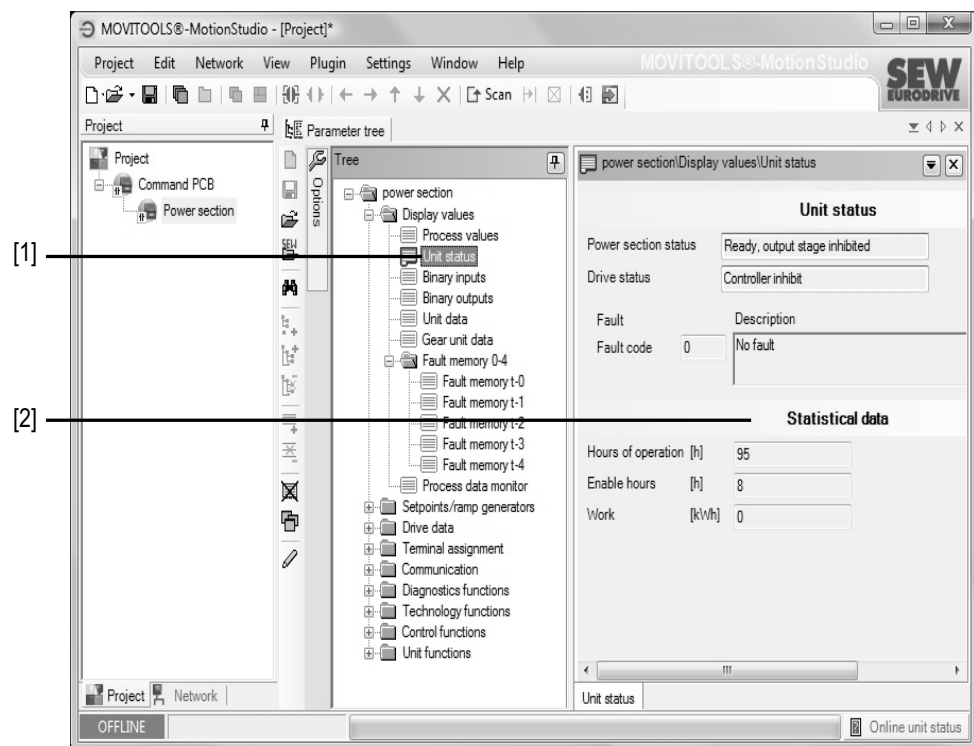 MOVITOOLS®-MotionStudio - [Project]*
Project Edit Network View Plugin Settings Window Help
MOVITOOLS®-MotionStudio
SEW
EURODRIVE
Scan
Project
Parameter tree
Project
Command PCB
Power section
Options
SEW
Tree
power section
Display values
Process values
[1]
Unit status
Binary inputs
Binary outputs
Unit data
Gear unit data
Fault memory 0-4
Fault memory t-0
Fault memory t-1
[2]
Fault memory t-2
Fault memory t-3
Fault memory t-4
Process data monitor
Setpoints/ramp generators
Drive data
Terminal assignment
Communication
Diagnostics functions
Technology functions
Control functions
Unit functions
power section\Display values\Unit status
Unit status
Power section status Ready, output stage inhibited
Drive status Controller inhibit
Fault Description
Fault code 0 No fault
Statistical data
Hours of operation [h] 95
Enable hours [h] 8
Work [kWh] 0
Project Network
Unit status
OFFLINE
Online unit status